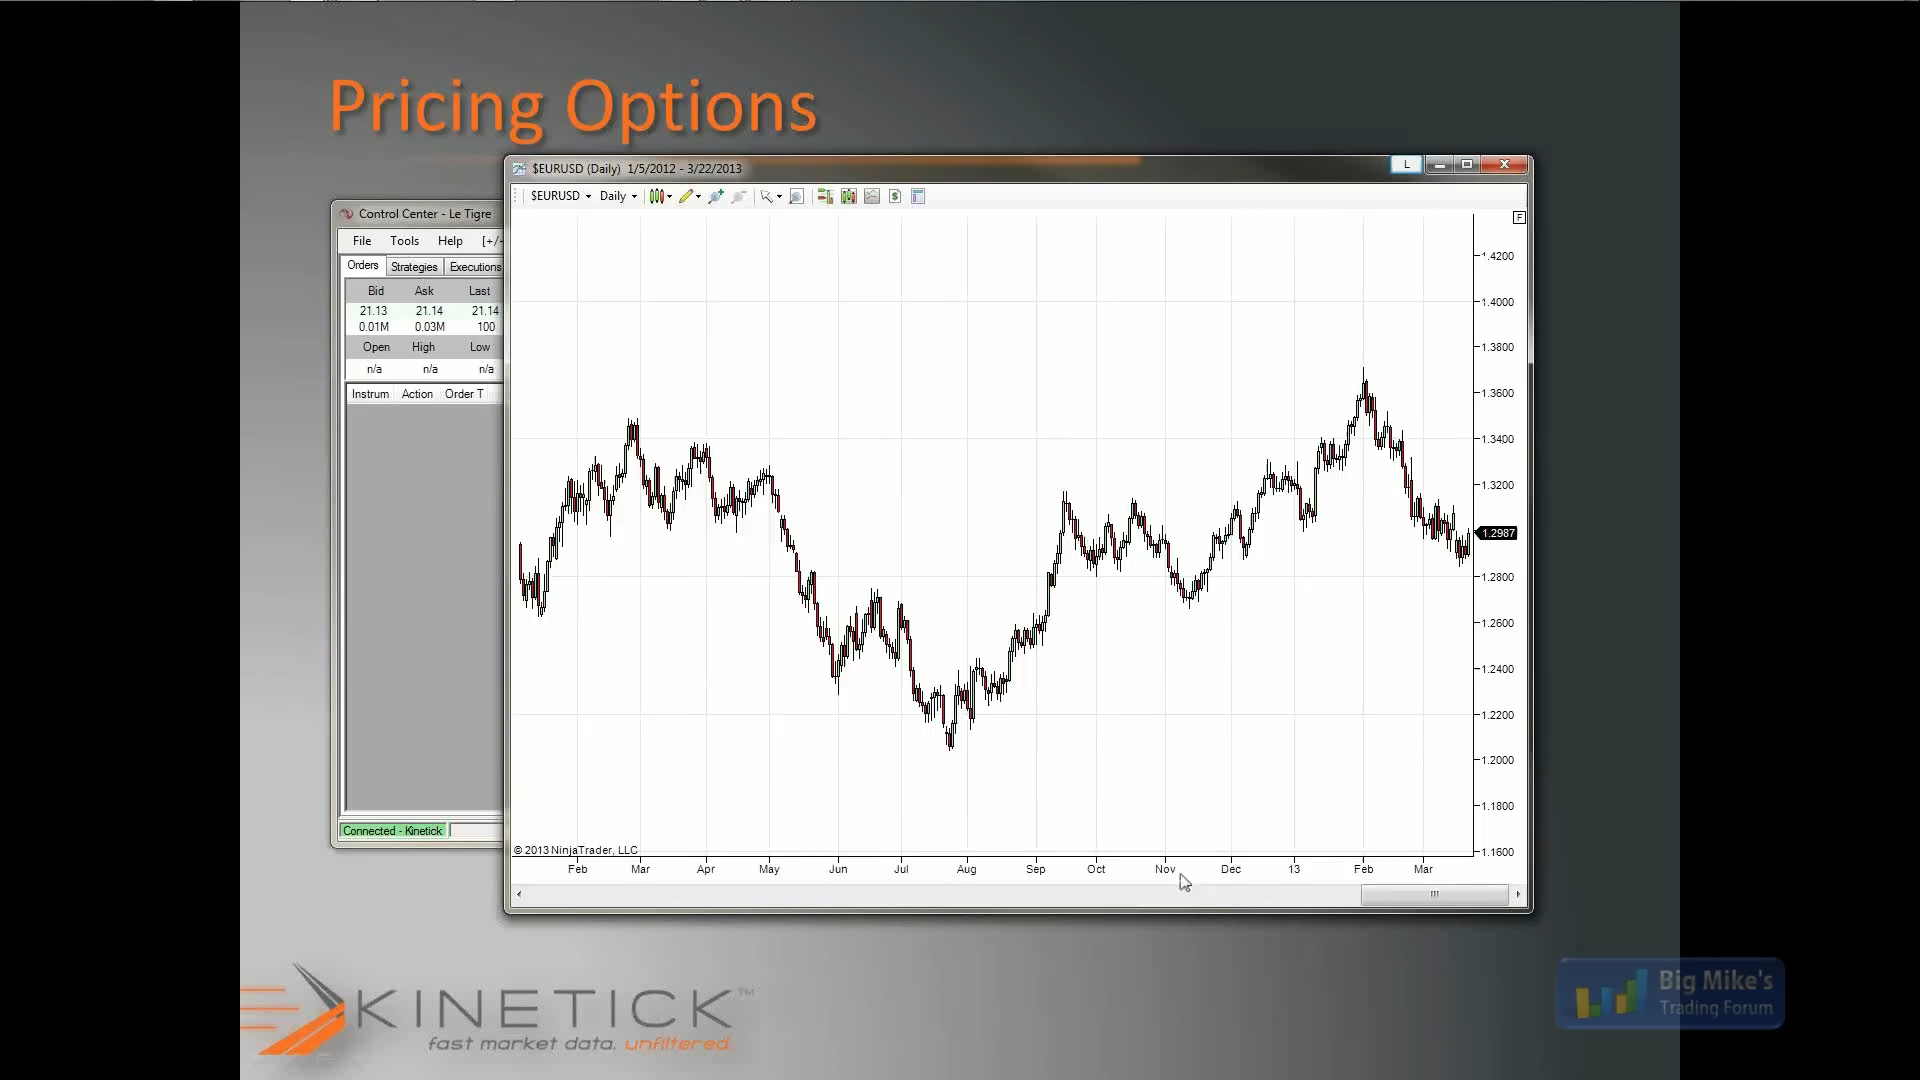 Pricing Options
$EURUSD (Daily) 1/5/2012 - 3/22/2013
L
$EURUSD Daily
F
Control Center - Le Tigre
File Tools Help [+/-
Orders Strategies Executions
Bid Ask Last
21.13 21.14 21.14
0.01M 0.03M 100
Open High Low
n/a n/a n/a
Instrum Action Order T
Connected - Kinetick
1.4200
1.4000
1.3800
1.3600
1.3400
1.3200
1.2987
1.2800
1.2600
1.2400
1.2200
1.2000
1.1800
1.1600
© 2013 NinjaTrader, LLC
Feb Mar Apr May Jun Jul Aug Sep Oct Nov Dec 13 Feb Mar
KINETICK™
fast market data. unfiltered.
Big Mike's
Trading Forum